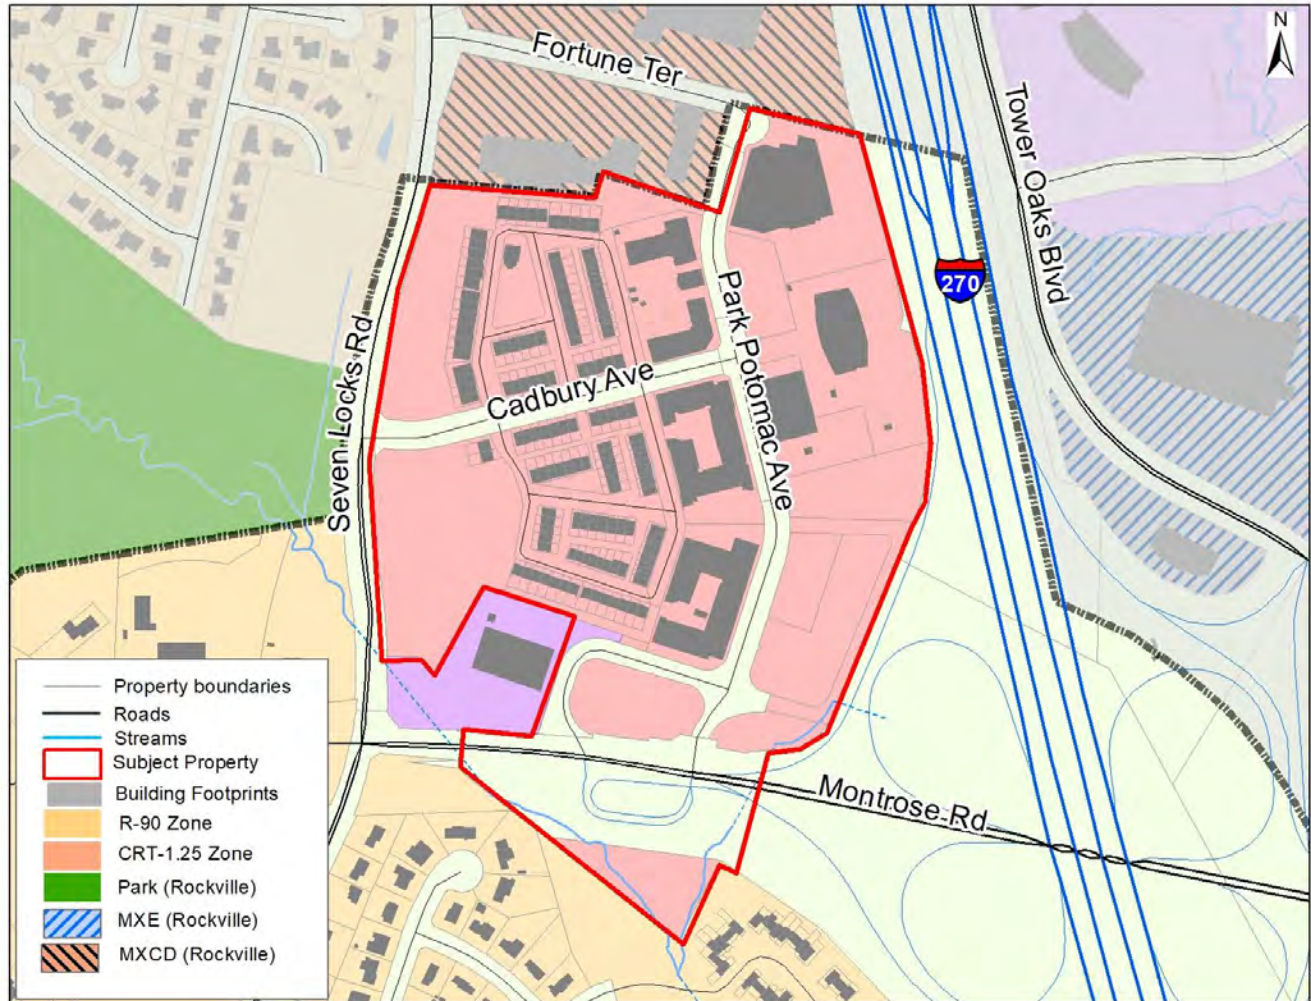 N
Fortune Ter
Tower Oaks Blvd
270
Park Potomac Ave
Seven Locks Rd
Cadbury Ave
Montrose Rd
Property boundaries
Roads
Streams
Subject Property
Building Footprints
R-90 Zone
CRT-1.25 Zone
Park (Rockville)
MXE (Rockville)
MXCD (Rockville)